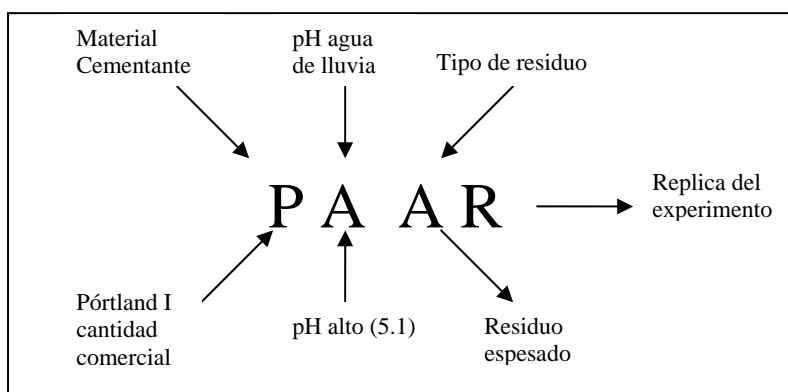 Material
Cementante
pH agua
de lluvia
Tipo de residuo
P A A R
Replica del
experimento
Pórtland I
cantidad
comercial
pH alto (5.1)
Residuo
espesado